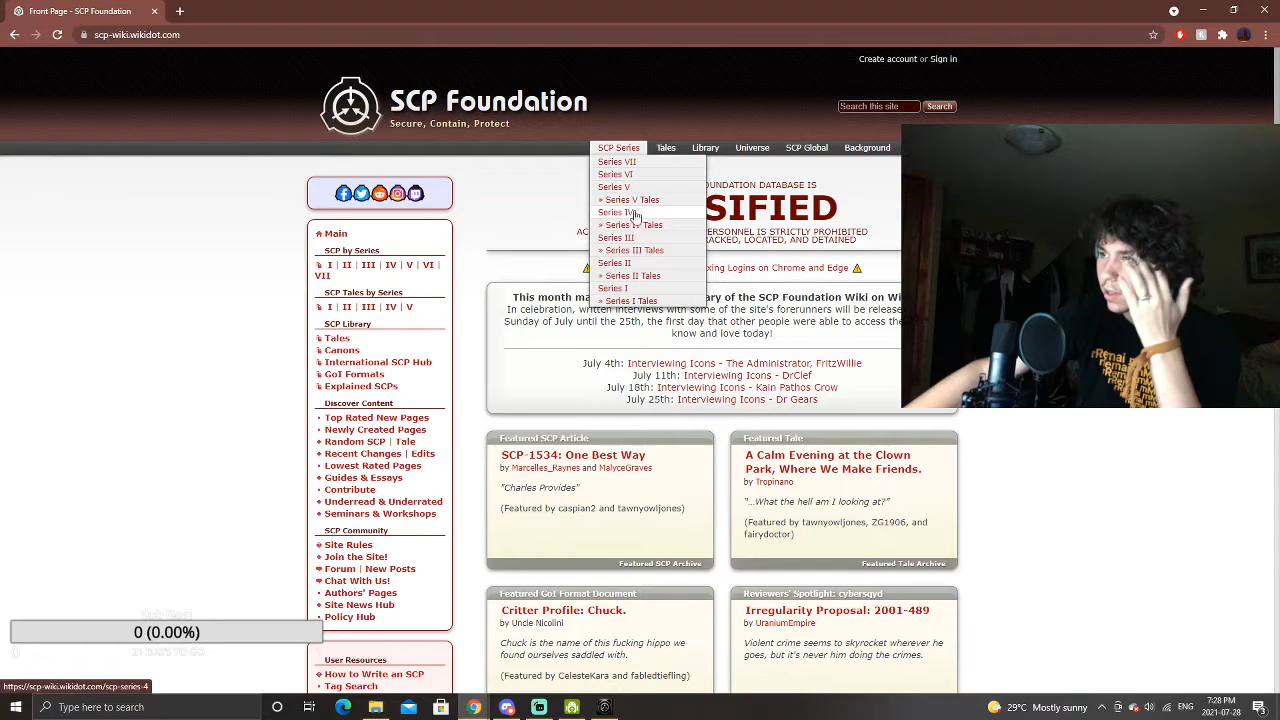 Front Page - SCP Foundation
scp-wiki.wikidot.com
Create account or Sign in
SCP Foundation
Secure, Contain, Protect
Search this site
Search
SCP Series
Tales
Library
Universe
SCP Global
Background
Series VII
Series VI
Series V
» Series V Tales
Series IV
» Series IV Tales
Series III
» Series III Tales
Series II
» Series II Tales
Series I
» Series I Tales
Main
SCP by Series
I | II | III | IV | V | VI |
VII
SCP Tales by Series
I | II | III | IV | V
SCP Library
Tales
Canons
International SCP Hub
GoI Formats
Explained SCPs
Discover Content
Top Rated New Pages
Newly Created Pages
Random SCP | Tale
Recent Changes | Edits
Lowest Rated Pages
Guides & Essays
Contribute
Underread & Underrated
Seminars & Workshops
SCP Community
Site Rules
Join the Site!
Forum | New Posts
Chat With Us!
Authors' Pages
Site News Hub
Policy Hub
User Resources
How to Write an SCP
Tag Search
OUNDATION DATABASE IS
SIFIED
AC
ERSONNEL IS STRICTLY PROHIBITED
RACKED, LOCATED, AND DETAINED
xing Logins on Chrome and Edge
This month ma
ary of the SCP Foundation Wiki on Wi
In celebration, written interviews with some of the site's forerunners will be release
Sunday of July until the 25th, the first day that other people were able to access the
know and love today!
July 4th: Interviewing Icons - The Administrator, FritzWillie
July 11th: Interviewing Icons - DrClef
July 18th: Interviewing Icons - Kain Pathos Crow
July 25th: Interviewing Icons - Dr Gears
Featured SCP Article
SCP-1534: One Best Way
by Marcelles_Raynes and MalyceGraves
"Charles Provides"
(Featured by caspian2 and tawnyowljones)
Featured SCP Archive
Featured Tale
A Calm Evening at the Clown
Park, Where We Make Friends.
by Tropinano
"...What the hell am I looking at?"
(Featured by tawnyowljones, ZG1906, and
fairydoctor)
Featured Tale Archive
Featured GoI Format Document
Critter Profile: Chuck.
by Uncle Nicolini
Chuck is the name of this fucking hippo we
found ourselves saddled with.
(Featured by CelesteKara and fabledtiefling)
Reviewers' Spotlight: cybersqyd
Irregularity Proposal: 2001-489
by UraniumEmpire
Violent crime seems to skyrocket wherever he
goes, but it's never him doing the crimes.
Sub Goal
0 (0.00%)
0
https://scp-wiki.wikidot.com/scp-series-4
Type here to search
29°C Mostly sunny
ENG
7:28 PM
2021-07-28